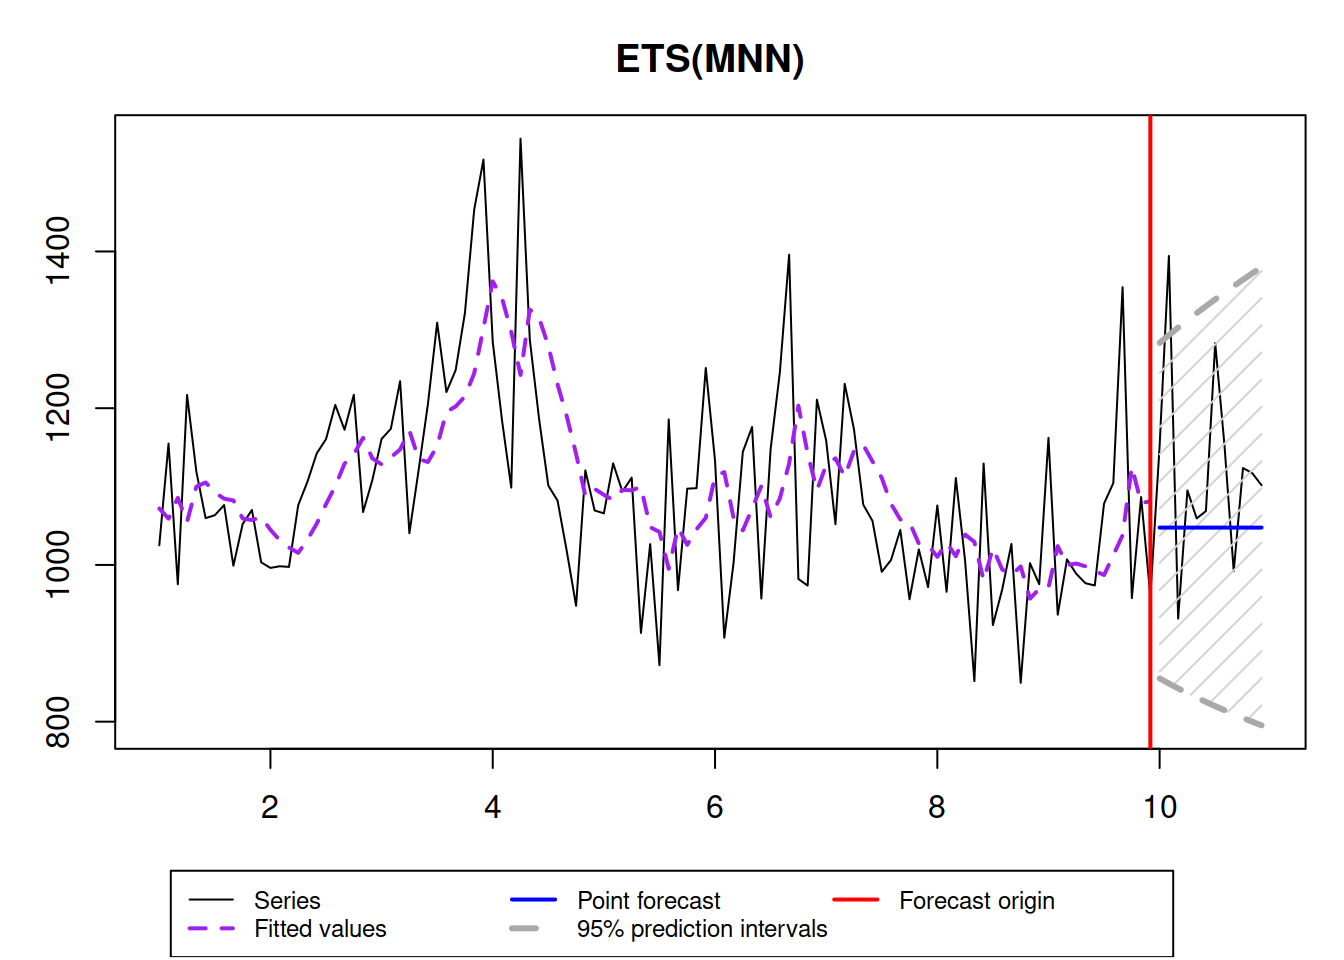 ETS(MNN)
1400
1200
1000
800
2 4 6 8 10
Series Point forecast Forecast origin
Fitted values 95% prediction intervals